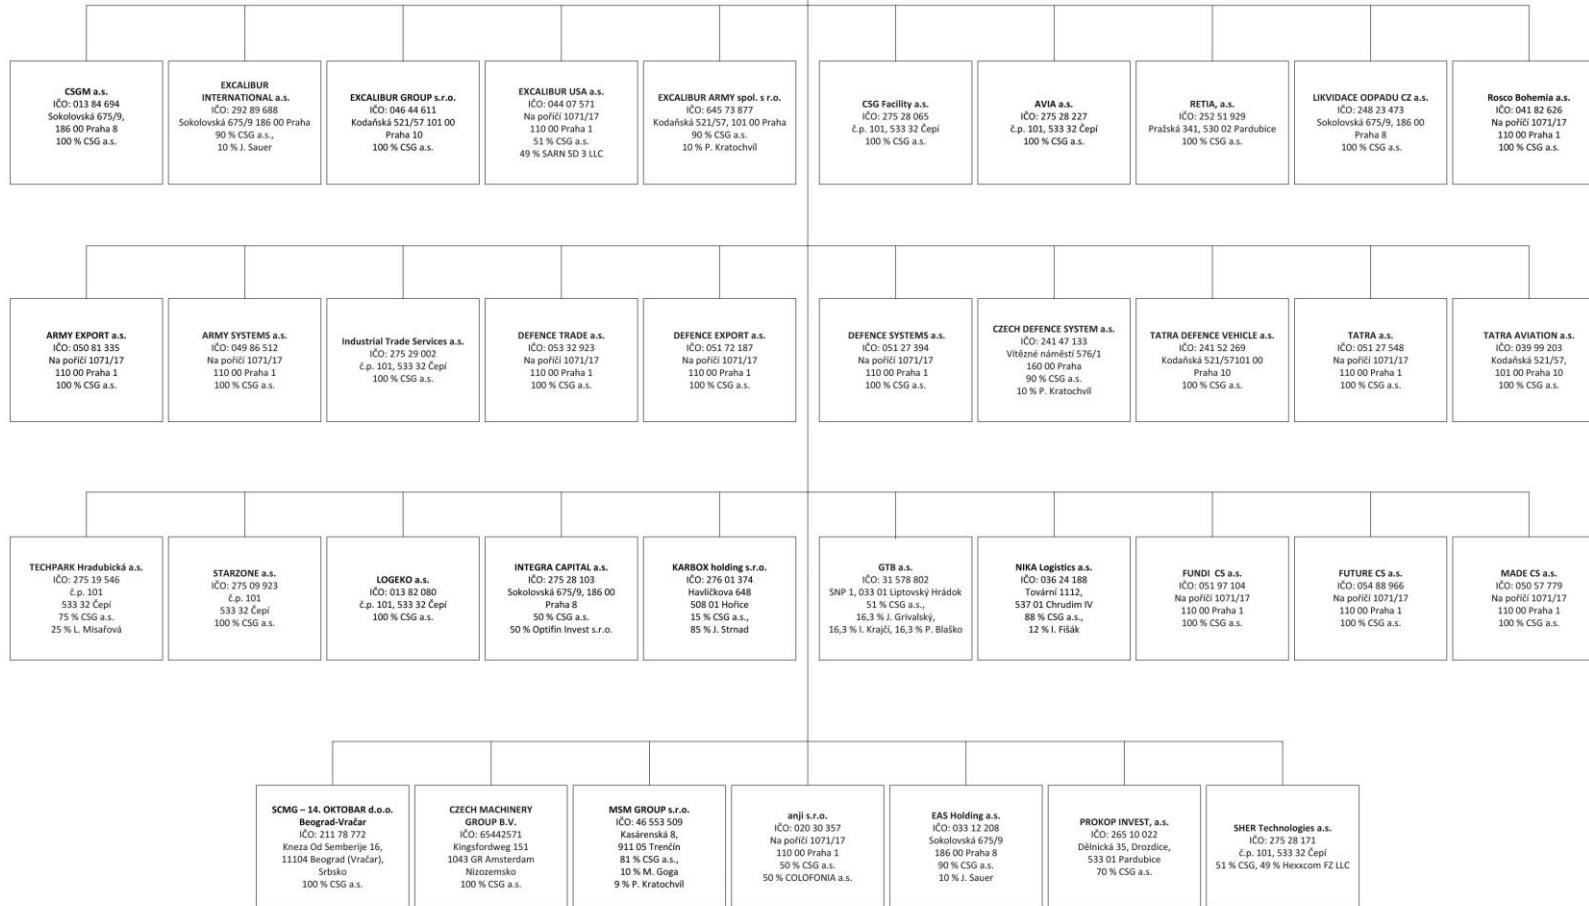 CSGM a.s.
IČO: 013 84 694
Sokolovská 675/9,
186 00 Praha 8
100 % CSG a.s.
EXCALIBUR
INTERNATIONAL a.s.
IČO: 292 89 688
Sokolovská 675/9 186 00 Praha
90 % CSG a.s.,
10 % J. Sauer
EXCALIBUR GROUP s.r.o.
IČO: 046 44 611
Kodaňská 521/57 101 00
Praha 10
100 % CSG a.s.
EXCALIBUR USA a.s.
IČO: 044 07 571
Na poříčí 1071/17
110 00 Praha 1
51 % CSG a.s.
49 % SARN SD 3 LLC
EXCALIBUR ARMY spol. s r.o.
IČO: 645 73 877
Kodaňská 521/57, 101 00 Praha
90 % CSG a.s.
10 % P. Kratochvíl
CSG Facility a.s.
IČO: 275 28 065
č.p. 101, 533 32 Čepí
100 % CSG a.s.
AVIA a.s.
IČO: 275 28 227
č.p. 101, 533 32 Čepí
100 % CSG a.s.
RETIA, a.s.
IČO: 252 51 929
Pražská 341, 530 02 Pardubice
100 % CSG a.s.
LIKVIDACE ODPADU CZ a.s.
IČO: 248 23 473
Sokolovská 675/9, 186 00
Praha 8
100 % CSG a.s.
Rosco Bohemia a.s.
IČO: 041 82 626
Na poříčí 1071/17
110 00 Praha 1
100 % CSG a.s.
ARMY EXPORT a.s.
IČO: 050 81 335
Na poříčí 1071/17
110 00 Praha 1
100 % CSG a.s.
ARMY SYSTEMS a.s.
IČO: 049 86 512
Na poříčí 1071/17
110 00 Praha 1
100 % CSG a.s.
Industrial Trade Services a.s.
IČO: 275 29 002
č.p. 101, 533 32 Čepí
100 % CSG a.s.
DEFENCE TRADE a.s.
IČO: 053 32 923
Na poříčí 1071/17
110 00 Praha 1
100 % CSG a.s.
DEFENCE EXPORT a.s.
IČO: 051 72 187
Na poříčí 1071/17
110 00 Praha 1
100 % CSG a.s.
DEFENCE SYSTEMS a.s.
IČO: 051 27 394
Na poříčí 1071/17
110 00 Praha 1
100 % CSG a.s.
CZECH DEFENCE SYSTEM a.s.
IČO: 241 47 133
Vítězné náměstí 576/1
160 00 Praha
90 % CSG a.s.
10 % P. Kratochvíl
TATRA DEFENCE VEHICLE a.s.
IČO: 241 52 269
Kodaňská 521/57101 00
Praha 10
100 % CSG a.s.
TATRA a.s.
IČO: 051 27 548
Na poříčí 1071/17
110 00 Praha 1
100 % CSG a.s.
TATRA AVIATION a.s.
IČO: 039 99 203
Kodaňská 521/57,
101 00 Praha 10
100 % CSG a.s.
TECHPARK Hradubická a.s.
IČO: 275 19 546
č.p. 101
533 32 Čepí
75 % CSG a.s.
25 % L. Misařová
STARZONE a.s.
IČO: 275 09 923
č.p. 101
533 32 Čepí
100 % CSG a.s.
LOGEKO a.s.
IČO: 013 82 080
č.p. 101, 533 32 Čepí
100 % CSG a.s.
INTEGRA CAPITAL a.s.
IČO: 275 28 103
Sokolovská 675/9, 186 00
Praha 8
50 % CSG a.s.
50 % Optifin Invest s.r.o.
KARBOX holding s.r.o.
IČO: 276 01 374
Havlíčkova 648
508 01 Hořice
15 % CSG a.s.,
85 % J. Strnad
GTB a.s.
IČO: 31 578 802
SNP 1, 033 01 Liptovský Hrádok
51 % CSG a.s.,
16,3 % J. Grivalský,
16,3 % I. Krajčí, 16,3 % P. Blaško
NIKA Logistics a.s.
IČO: 036 24 188
Tovární 1112,
537 01 Chrudim IV
88 % CSG a.s.,
12 % I. Fišák
FUNDI CS a.s.
IČO: 051 97 104
Na poříčí 1071/17
110 00 Praha 1
100 % CSG a.s.
FUTURE CS a.s.
IČO: 054 88 966
Na poříčí 1071/17
110 00 Praha 1
100 % CSG a.s.
MADE CS a.s.
IČO: 050 57 779
Na poříčí 1071/17
110 00 Praha 1
100 % CSG a.s.
SCMG – 14. OKTOBAR d.o.o.
Beograd-Vračar
IČO: 211 78 772
Kneza Od Semberije 16,
11104 Beograd (Vračar),
Srbsko
100 % CSG a.s.
CZECH MACHINERY
GROUP B.V.
IČO: 65442571
Kingsfordweg 151
1043 GR Amsterdam
Nizozemsko
100 % CSG a.s.
MSM GROUP s.r.o.
IČO: 46 553 509
Kasárenská 8,
911 05 Trenčín
81 % CSG a.s.,
10 % M. Goga
9 % P. Kratochvíl
anji s.r.o.
IČO: 020 30 357
Na poříčí 1071/17
110 00 Praha 1
50 % CSG a.s.
50 % COLOFONIA a.s.
EAS Holding a.s.
IČO: 033 12 208
Sokolovská 675/9
186 00 Praha 8
90 % CSG a.s.
10 % J. Sauer
PROKOP INVEST, a.s.
IČO: 265 10 022
Dělnická 35, Drozdice,
533 01 Pardubice
70 % CSG a.s.
SHER Technologies a.s.
IČO: 275 28 171
č.p. 101, 533 32 Čepí
51 % CSG, 49 % Hexxcom FZ LLC